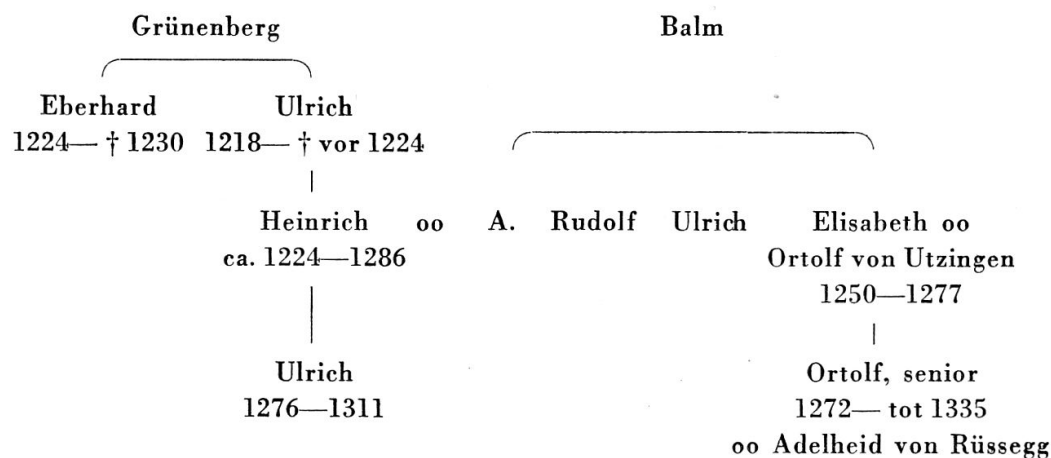 Grünenberg Balm
Eberhard Ulrich
1224— † 1230 1218— † vor 1224
Heinrich oo A. Rudolf Ulrich Elisabeth oo
ca. 1224—1286 Ortolf von Utzingen
1250—1277
Ulrich Ortolf, senior
1276—1311 1272— tot 1335
oo Adelheid von Rüssegg